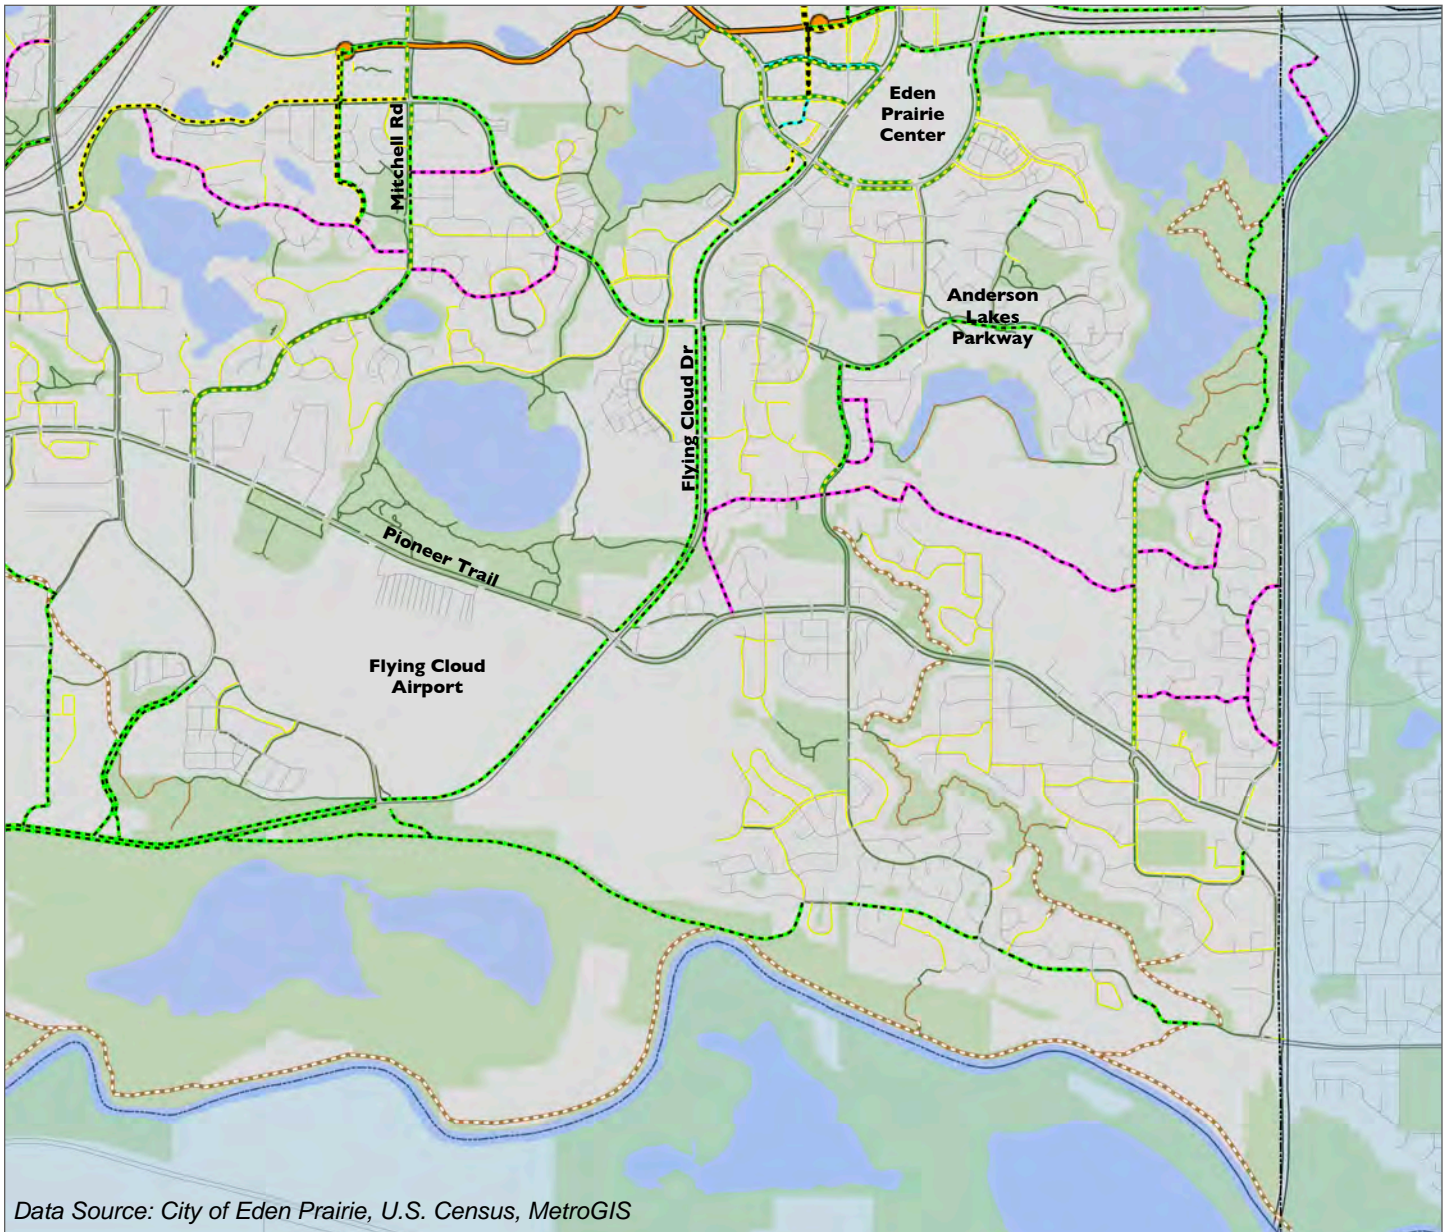 Eden
Prairie
Center
Mitchell Rd
Anderson
Lakes
Parkway
Flying Cloud Dr
Pioneer Trail
Flying Cloud
Airport
Data Source: City of Eden Prairie, U.S. Census, MetroGIS